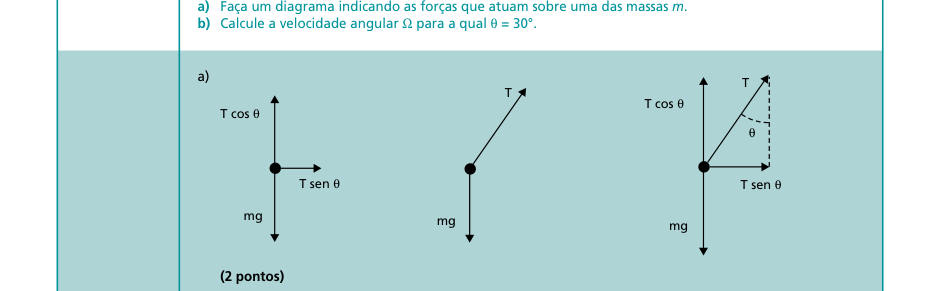 a) Faça um diagrama indicando as forças que atuam sobre uma das massas m.
b) Calcule a velocidade angular Ω para a qual θ = 30°.
a)
T cos θ
T sen θ
mg
T
mg
T cos θ
T
θ
T sen θ
mg
(2 pontos)